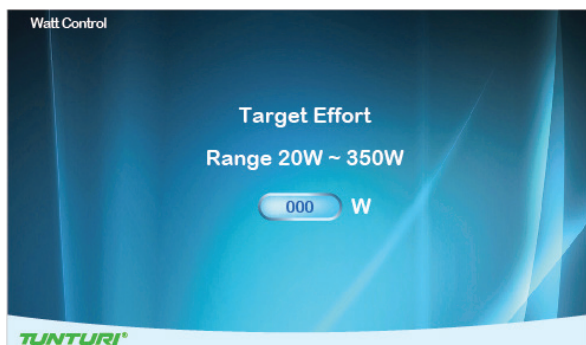 Watt Control
Target Effort
Range 20W ~ 350W
000 W
TUNTURI®